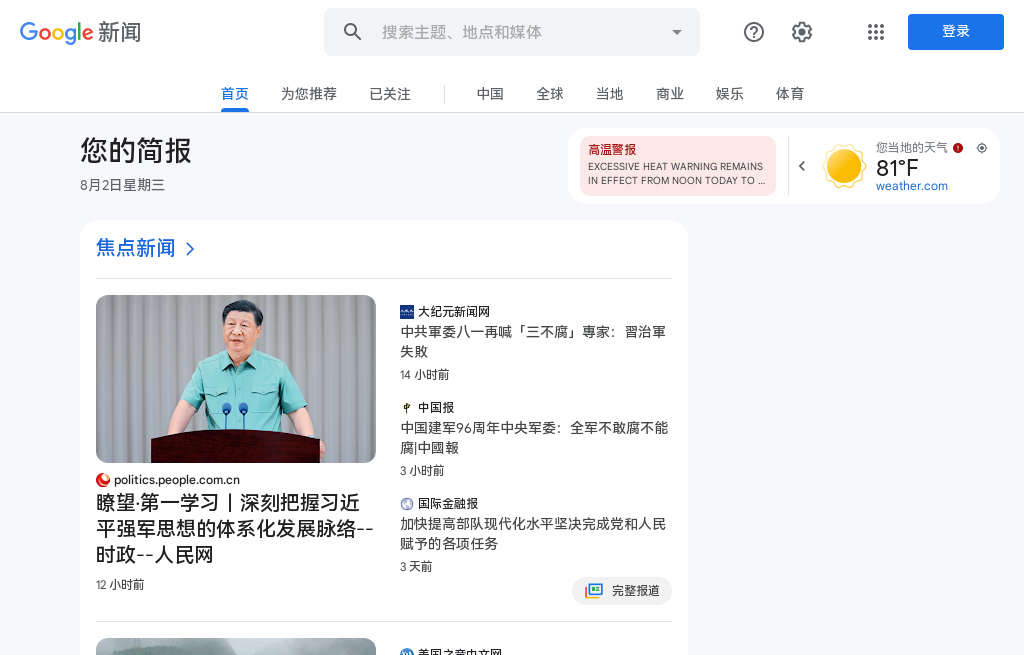 Google 新闻
搜索主题、地点和媒体
登录
首页
为您推荐
已关注
中国
全球
当地
商业
娱乐
体育
您的简报
8月2日星期三
高温警报
EXCESSIVE HEAT WARNING REMAINS
IN EFFECT FROM NOON TODAY TO ...
您当地的天气
81°F
weather.com
焦点新闻
politics.people.com.cn
瞭望·第一学习丨深刻把握习近
平强军思想的体系化发展脉络--
时政--人民网
12 小时前
大纪元新闻网
中共軍委八一再喊「三不腐」專家：習治軍
失敗
14 小时前
中国报
中国建军96周年中央军委：全军不敢腐不能
腐|中國報
3 小时前
国际金融报
加快提高部队现代化水平坚决完成党和人民
赋予的各项任务
3 天前
完整报道
美国之音中文网